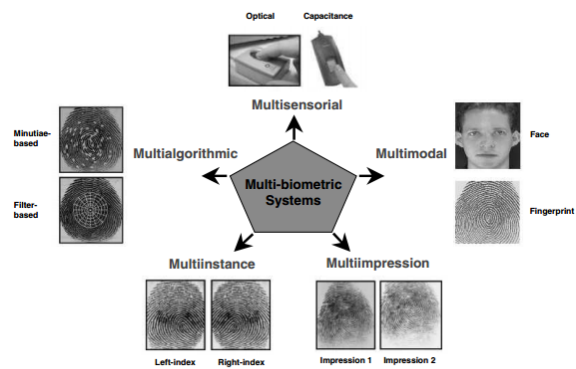 Optical Capacitance
Multisensorial
Minutiae-
based
Multialgorithmic
Multimodal
Face
Multi-biometric
Systems
Filter-
based
Fingerprint
Multiinstance
Multiimpression
Left-index Right-index
Impression 1 Impression 2